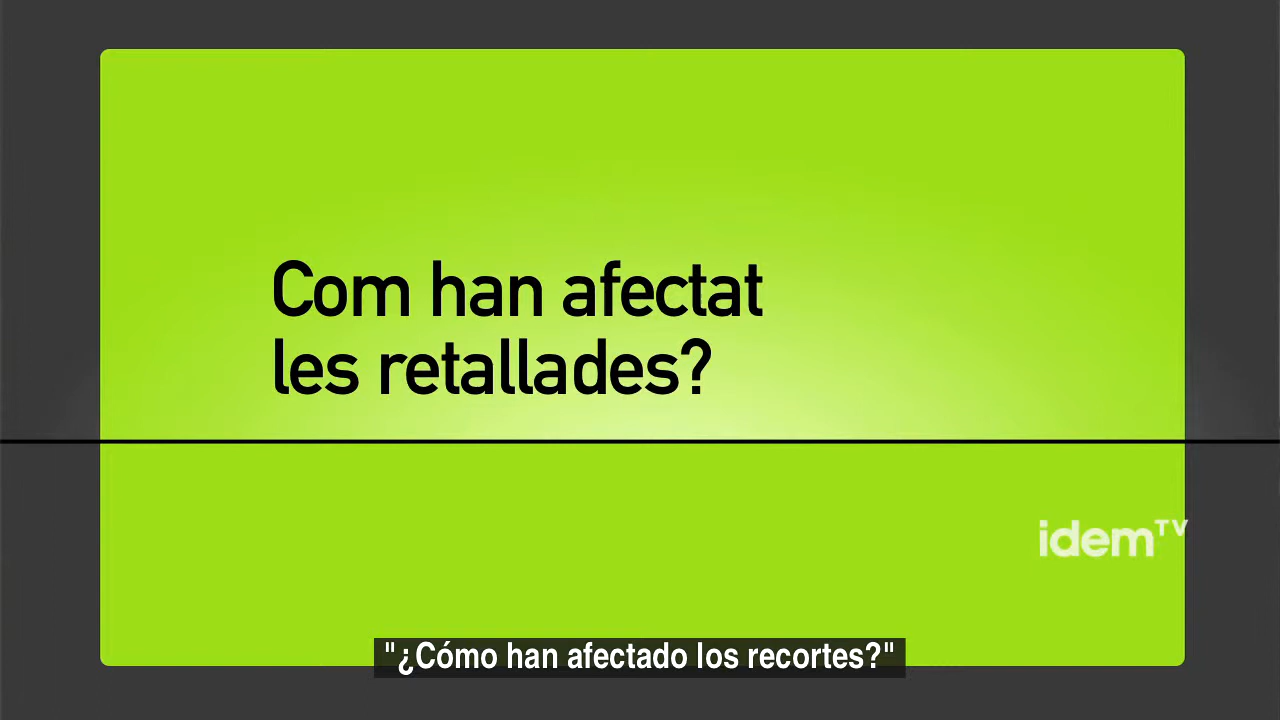 Com han afectat
les retallades?
idemTV
"¿Cómo han afectado los recortes?"